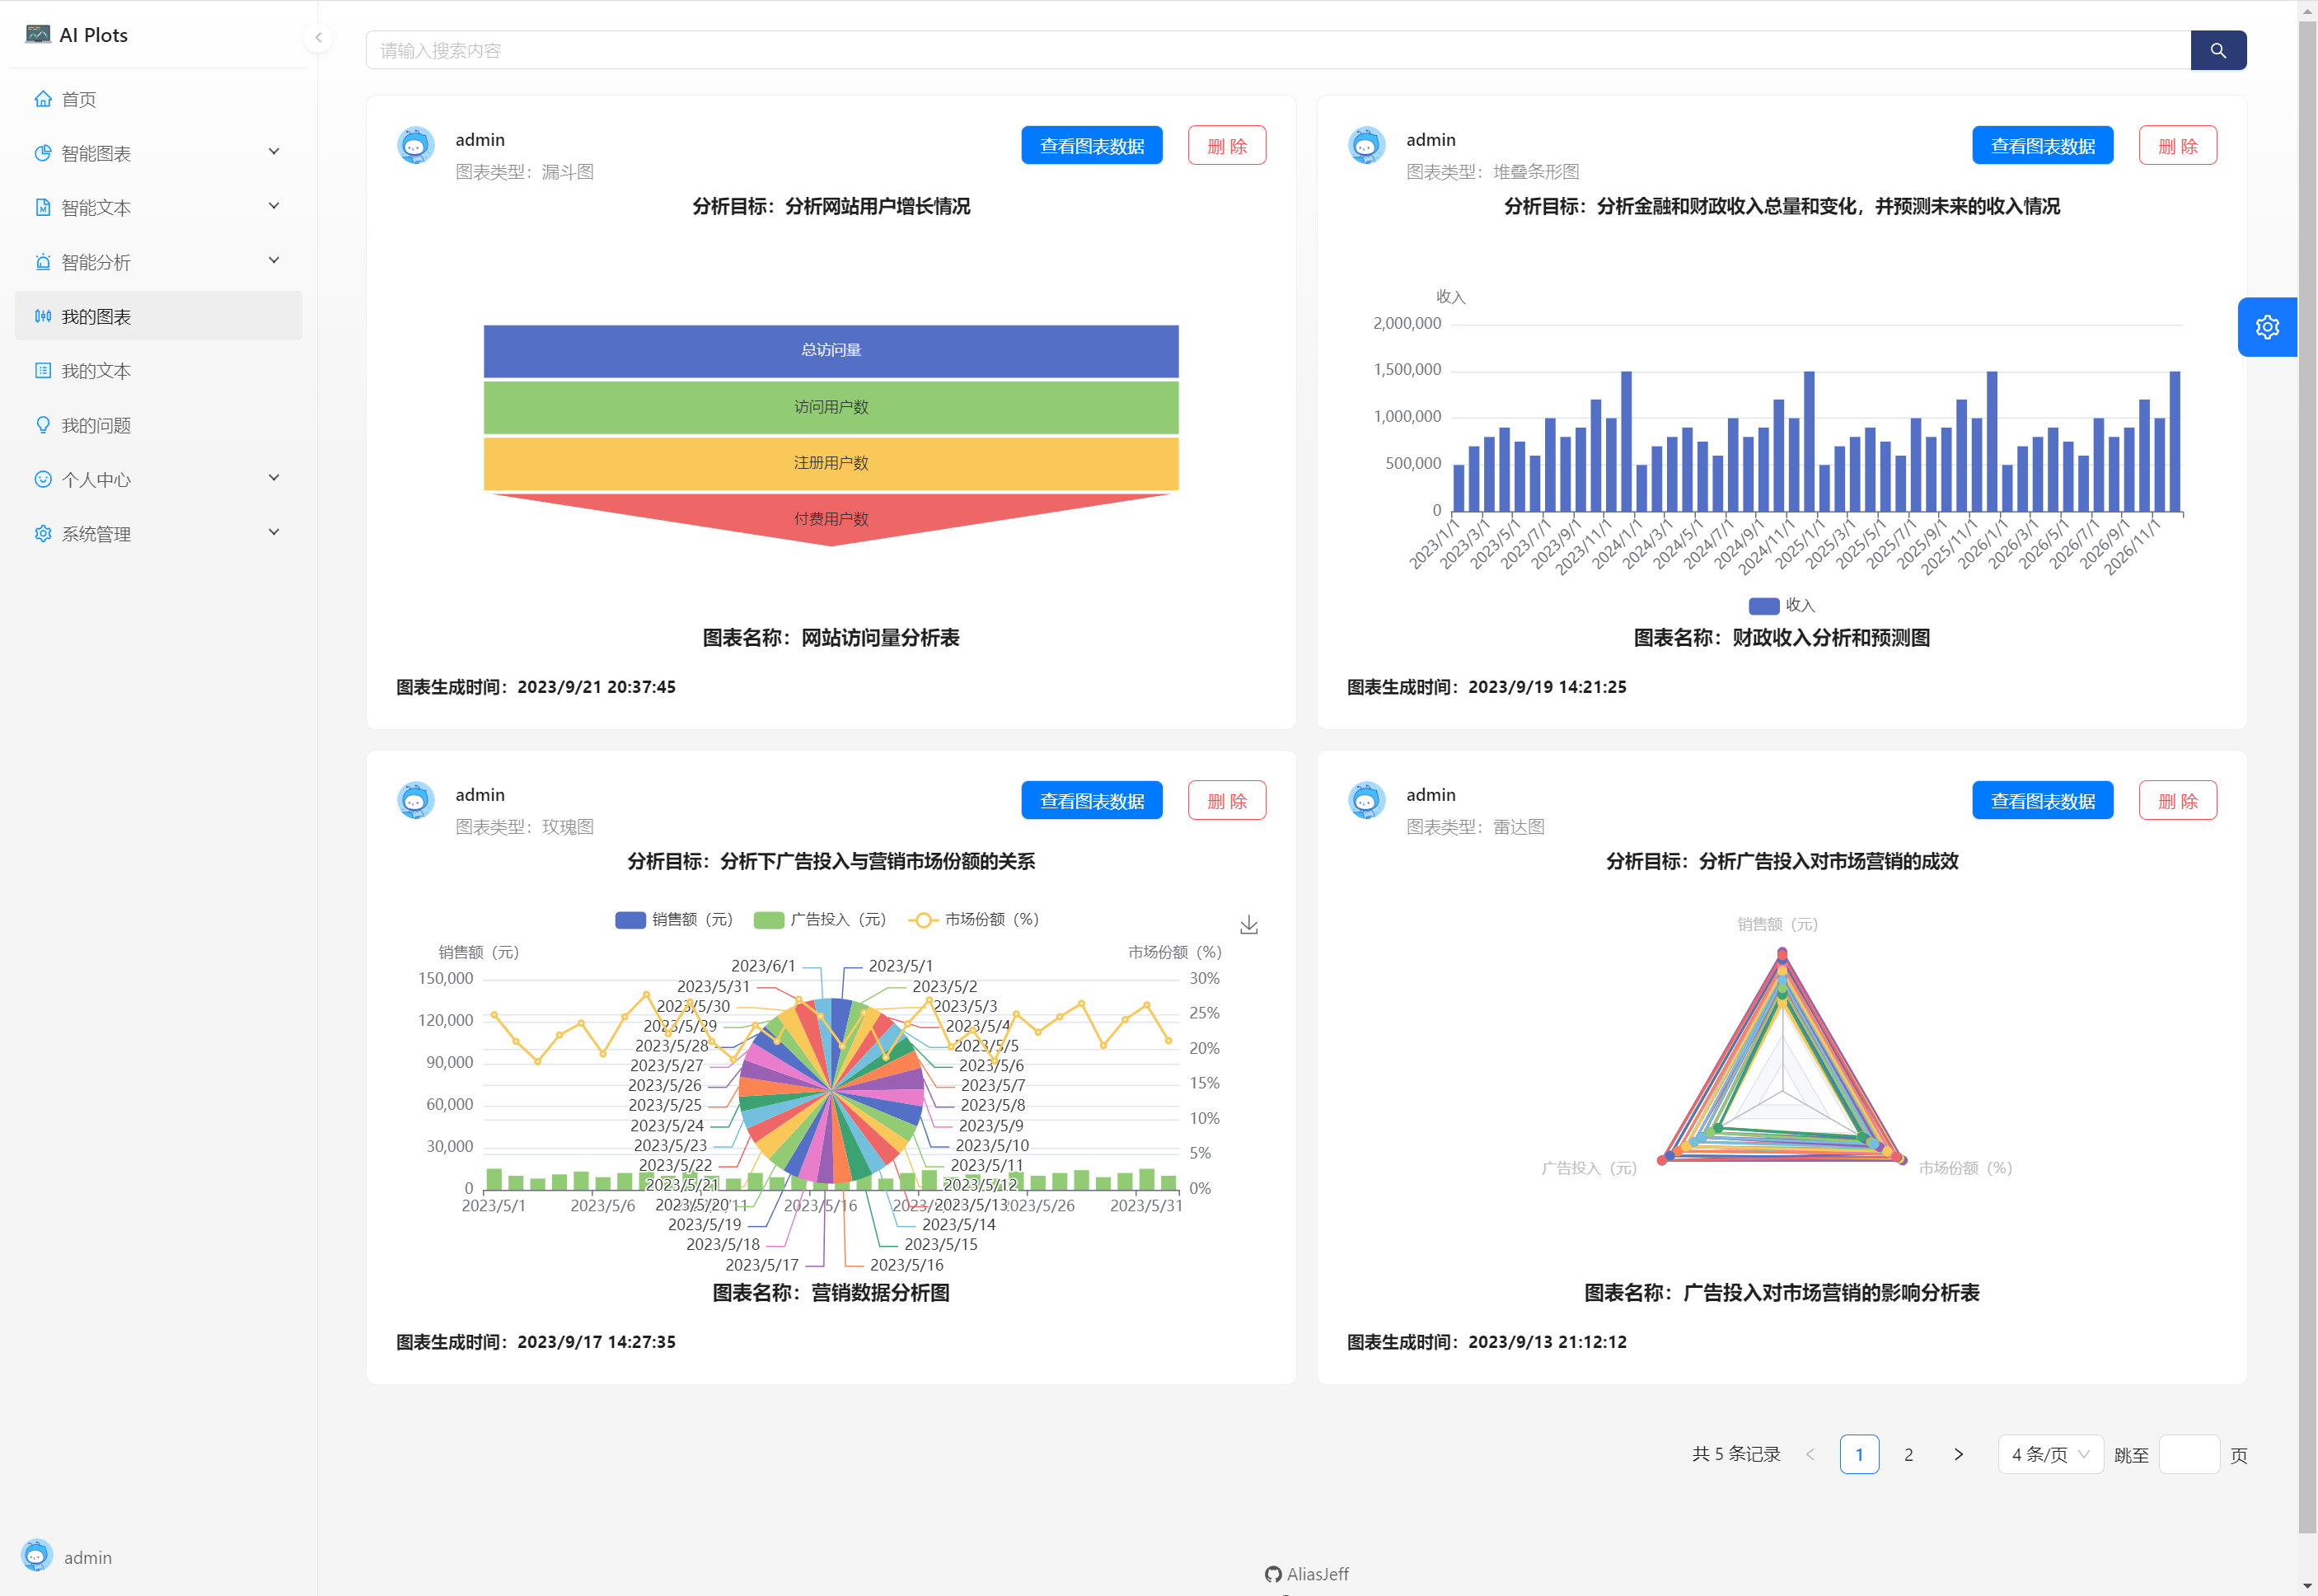 AI Plots
首页
智能图表
智能文本
智能分析
我的图表
我的文本
我的问题
个人中心
系统管理
admin
请输入搜索内容
admin
图表类型：漏斗图
查看图表数据
删 除
分析目标：分析网站用户增长情况
总访问量
访问用户数
注册用户数
付费用户数
图表名称：网站访问量分析表
图表生成时间：2023/9/21 20:37:45
admin
图表类型：堆叠条形图
查看图表数据
删 除
分析目标：分析金融和财政收入总量和变化，并预测未来的收入情况
收入
2,000,000
1,500,000
1,000,000
500,000
0
2023/1/1
2023/3/1
2023/5/1
2023/7/1
2023/9/1
2023/11/1
2024/1/1
2024/3/1
2024/5/1
2024/7/1
2024/9/1
2024/11/1
2025/1/1
2025/3/1
2025/5/1
2025/7/1
2025/9/1
2025/11/1
2026/1/1
2026/3/1
2026/5/1
2026/7/1
2026/9/1
2026/11/1
收入
图表名称：财政收入分析和预测图
图表生成时间：2023/9/19 14:21:25
admin
图表类型：玫瑰图
查看图表数据
删 除
分析目标：分析下广告投入与营销市场份额的关系
销售额（元） 广告投入（元） 市场份额（%）
销售额（元）
150,000
120,000
90,000
60,000
30,000
0
市场份额（%）
30%
25%
20%
15%
10%
5%
0%
2023/5/1
2023/5/2
2023/5/3
2023/5/4
2023/5/5
2023/5/6
2023/5/7
2023/5/8
2023/5/9
2023/5/10
2023/5/11
2023/5/12
2023/5/13
2023/5/14
2023/5/15
2023/5/16
2023/5/17
2023/5/18
2023/5/19
2023/5/20
2023/5/21
2023/5/22
2023/5/23
2023/5/24
2023/5/25
2023/5/26
2023/5/27
2023/5/28
2023/5/29
2023/5/30
2023/5/31
2023/6/1
2023/5/1
2023/5/6
2023/5/16
2023/5/26
2023/5/31
图表名称：营销数据分析图
图表生成时间：2023/9/17 14:27:35
admin
图表类型：雷达图
查看图表数据
删 除
分析目标：分析广告投入对市场营销的成效
销售额（元）
广告投入（元）
市场份额（%）
图表名称：广告投入对市场营销的影响分析表
图表生成时间：2023/9/13 21:12:12
共 5 条记录
1
2
4 条/页
跳至
页
AliasJeff